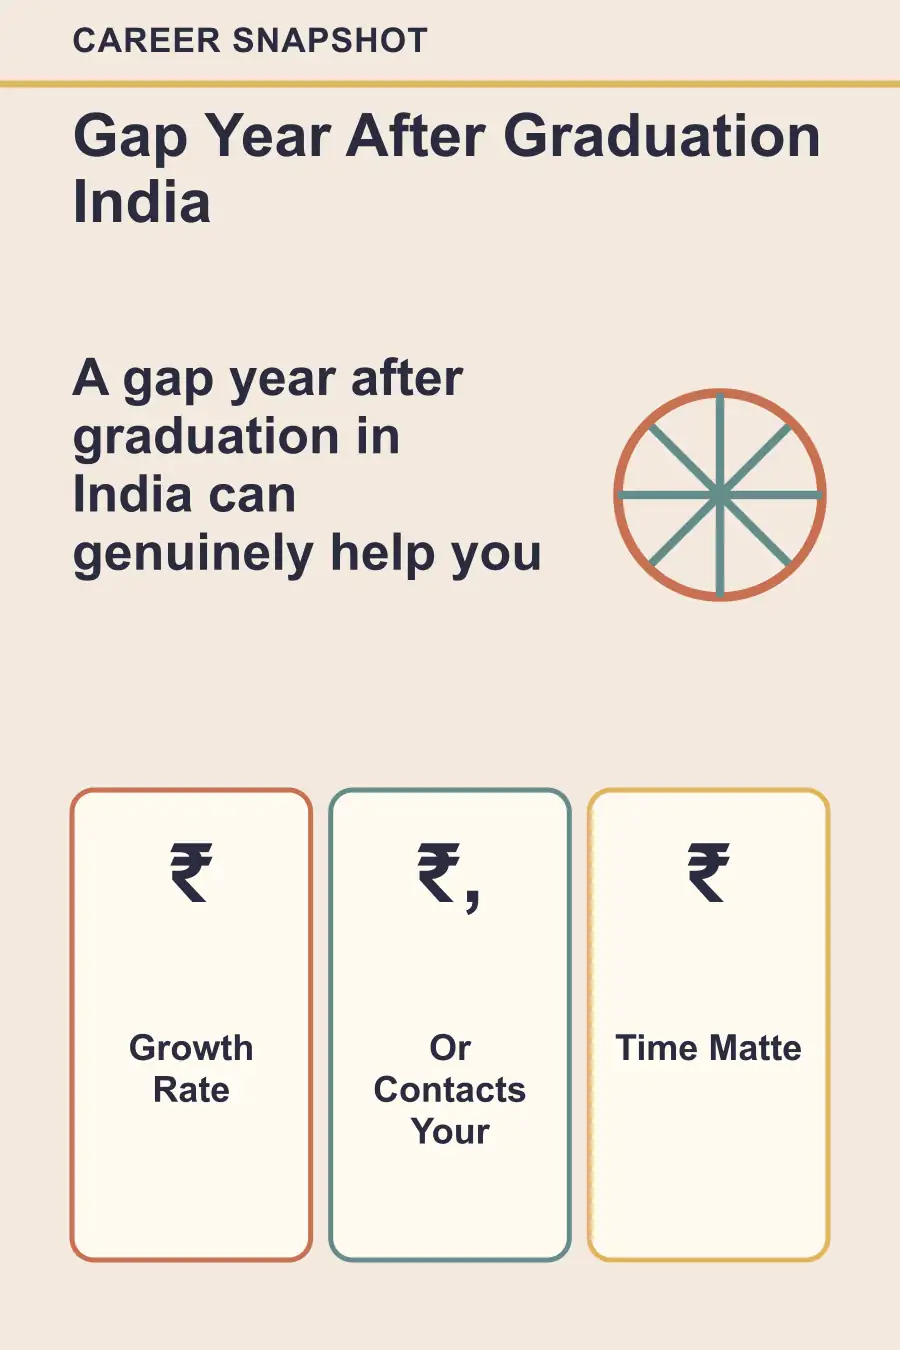 CAREER SNAPSHOT
Gap Year After Graduation
India
A gap year after
graduation in
India can
genuinely help you
₹
₹,
₹
Growth
Rate
Or
Contacts
Your
Time Matte